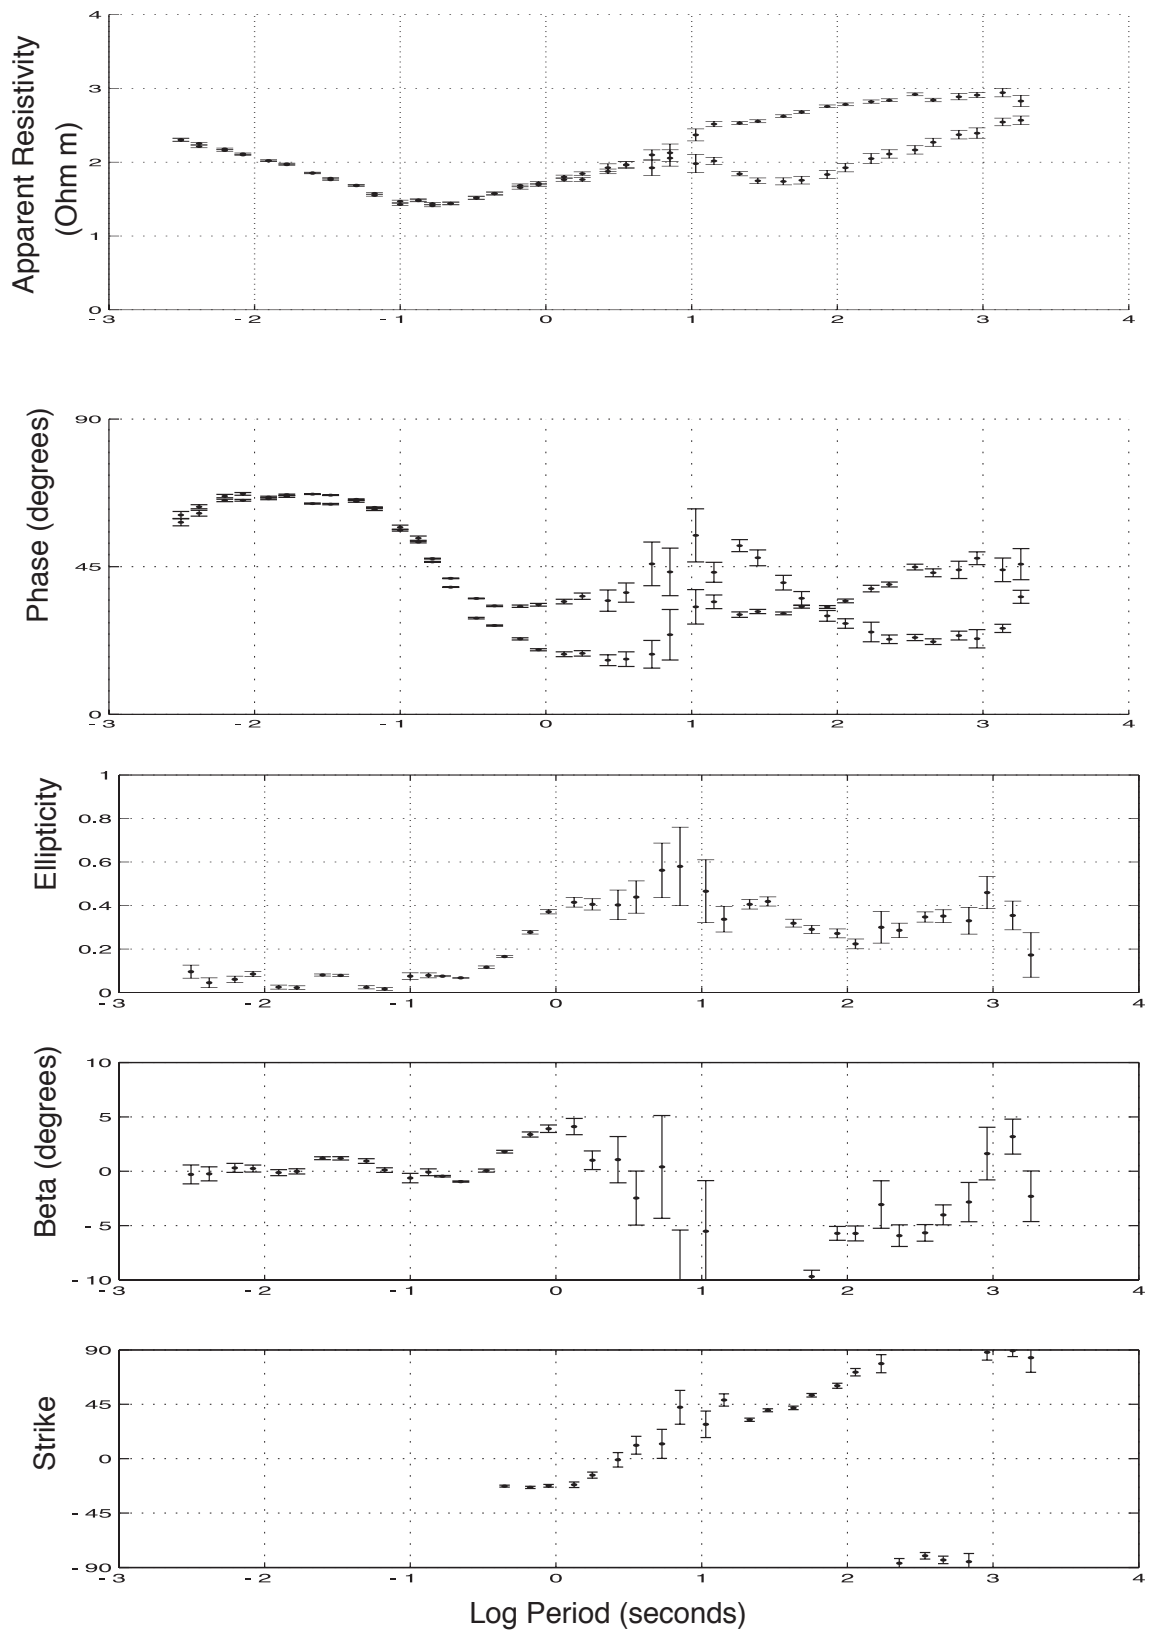 Apparent Resistivity
(Ohm m)
4
3
2
1
0
-3 -2 -1 0 1 2 3 4
Phase (degrees)
90
45
0
-3 -2 -1 0 1 2 3 4
Ellipticity
1
0.8
0.6
0.4
0.2
0
-3 -2 -1 0 1 2 3 4
Beta (degrees)
10
5
0
-5
-10
-3 -2 -1 0 1 2 3 4
Strike
90
45
0
-45
-90
-3 -2 -1 0 1 2 3 4
Log Period (seconds)